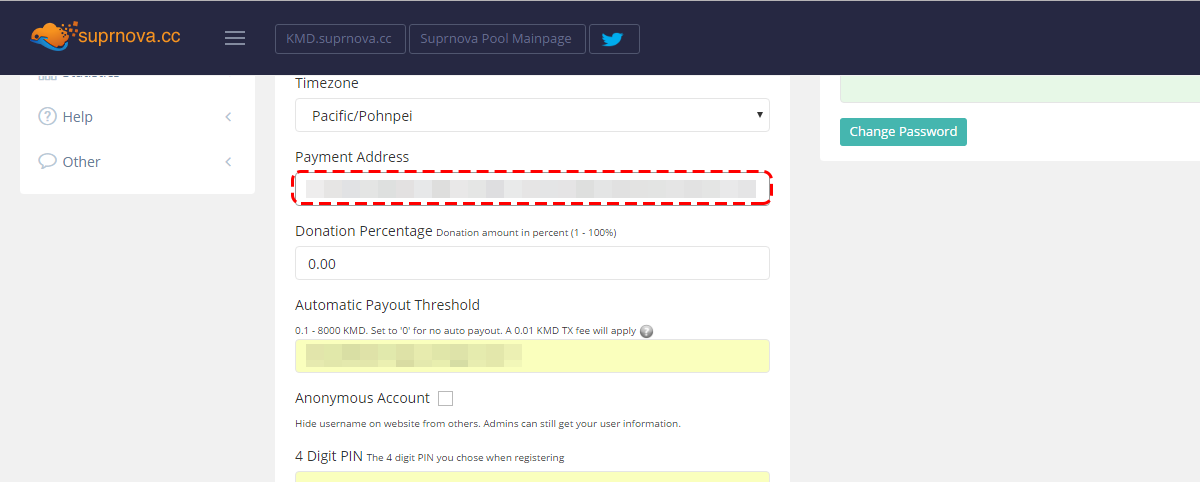 suprnova.cc
KMD.suprnova.cc
Suprnova Pool Mainpage
Statistics
Help
Other
Timezone
Pacific/Pohnpei
Payment Address
Donation Percentage Donation amount in percent (1 - 100%)
0.00
Automatic Payout Threshold
0.1 - 8000 KMD. Set to '0' for no auto payout. A 0.01 KMD TX fee will apply ?
Anonymous Account
Hide username on website from others. Admins can still get your user information.
4 Digit PIN The 4 digit PIN you chose when registering
Change Password